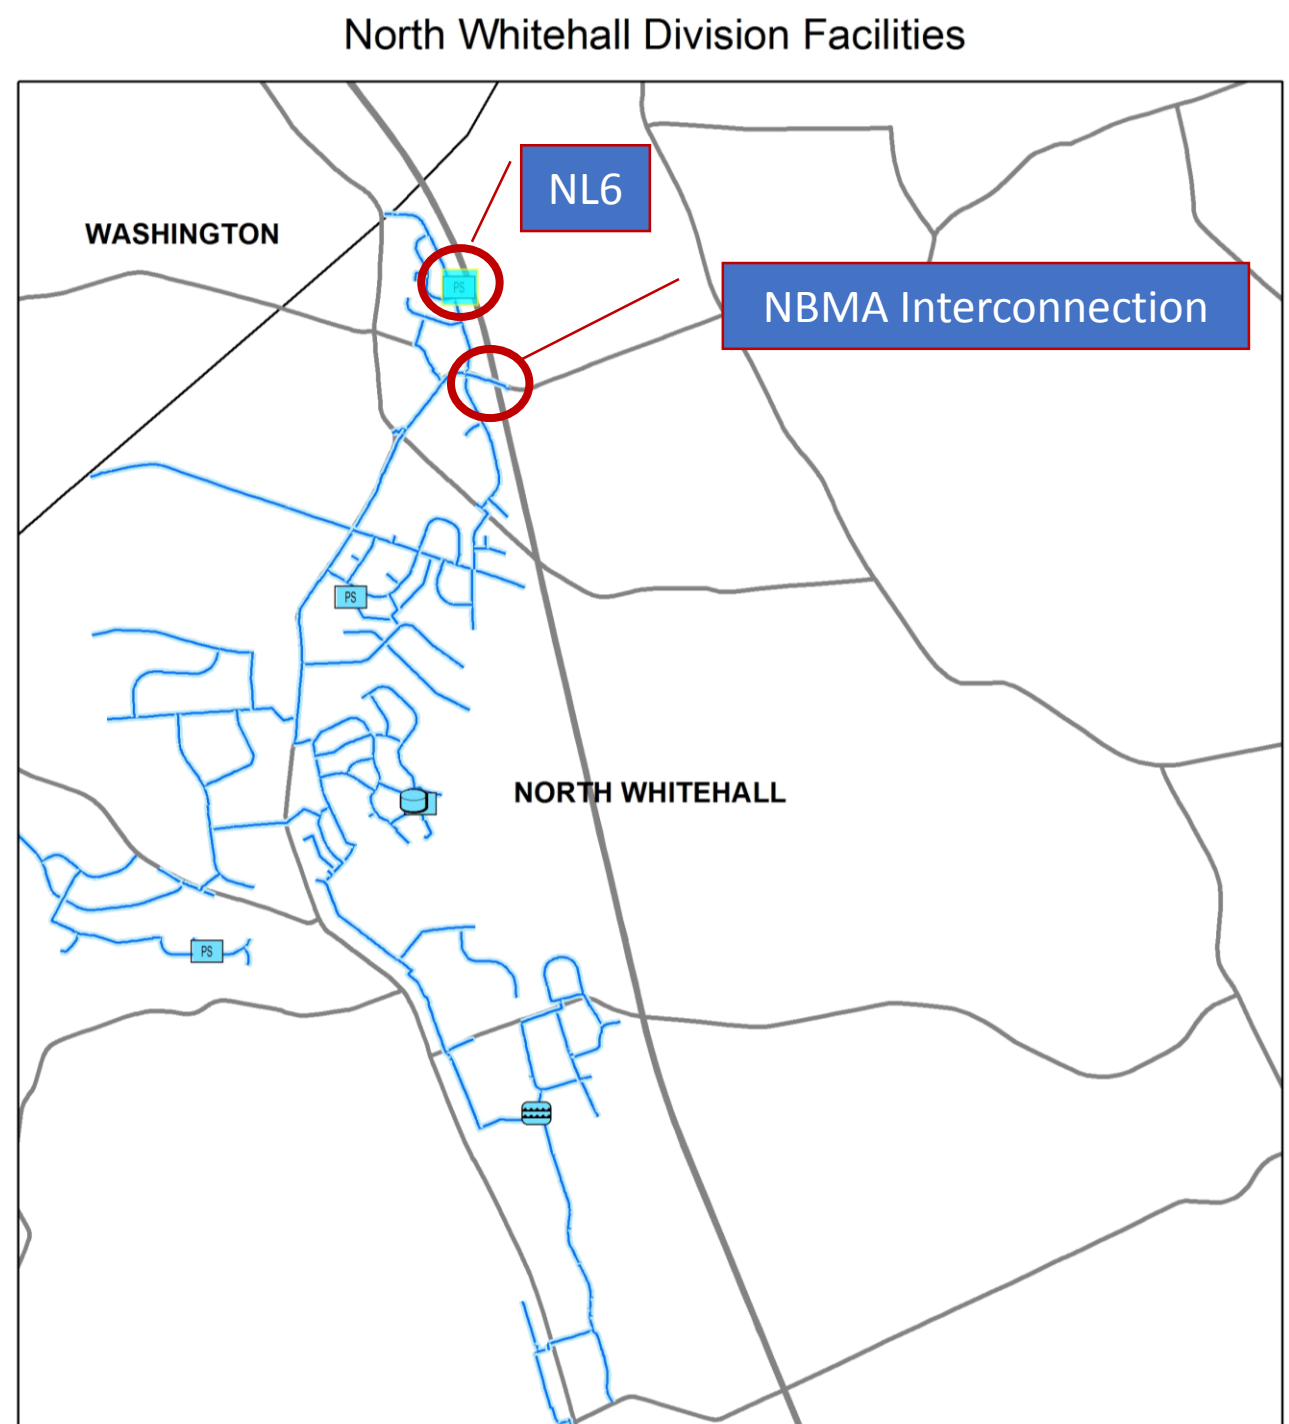 North Whitehall Division Facilities
NL6
WASHINGTON
PS
NBMA Interconnection
PS
NORTH WHITEHALL
PS